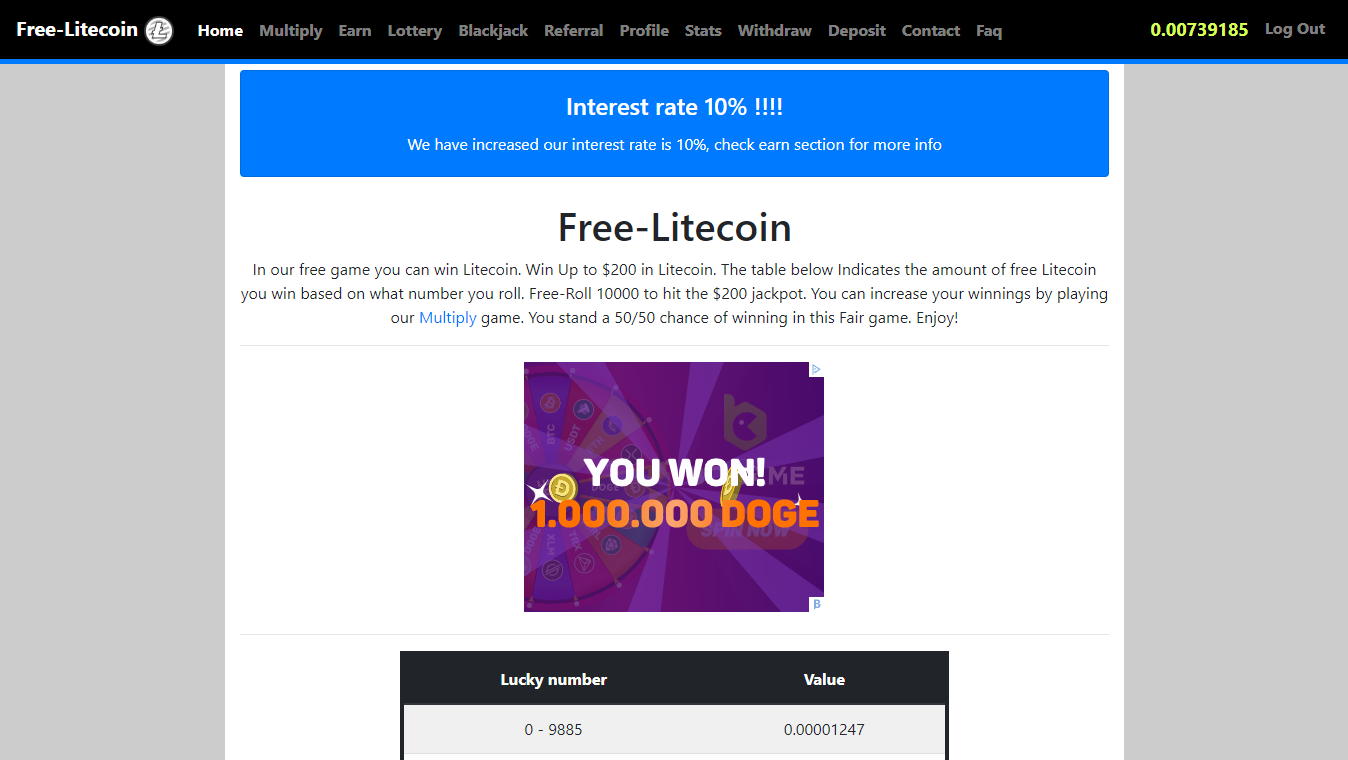 Free-Litecoin
Home Multiply Earn Lottery Blackjack Referral Profile Stats Withdraw Deposit Contact Faq
0.00739185 Log Out
Interest rate 10% !!!!
We have increased our interest rate is 10%, check earn section for more info
Free-Litecoin
In our free game you can win Litecoin. Win Up to $200 in Litecoin. The table below Indicates the amount of free Litecoin
you win based on what number you roll. Free-Roll 10000 to hit the $200 jackpot. You can increase your winnings by playing
our Multiply game. You stand a 50/50 chance of winning in this Fair game. Enjoy!
YOU WON!
1.000.000 DOGE
SPIN NOW
BTC
USDT
TRX
XLM
Lucky number Value
0 - 9885 0.00001247